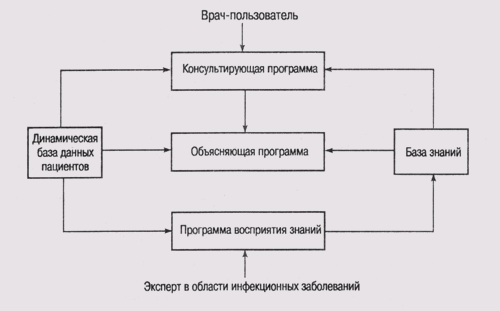 Врач-пользователь
Консультирующая программа
Динамическая
база данных
пациентов
Объясняющая программа
База знаний
Программа восприятия знаний
Эксперт в области инфекционных заболеваний